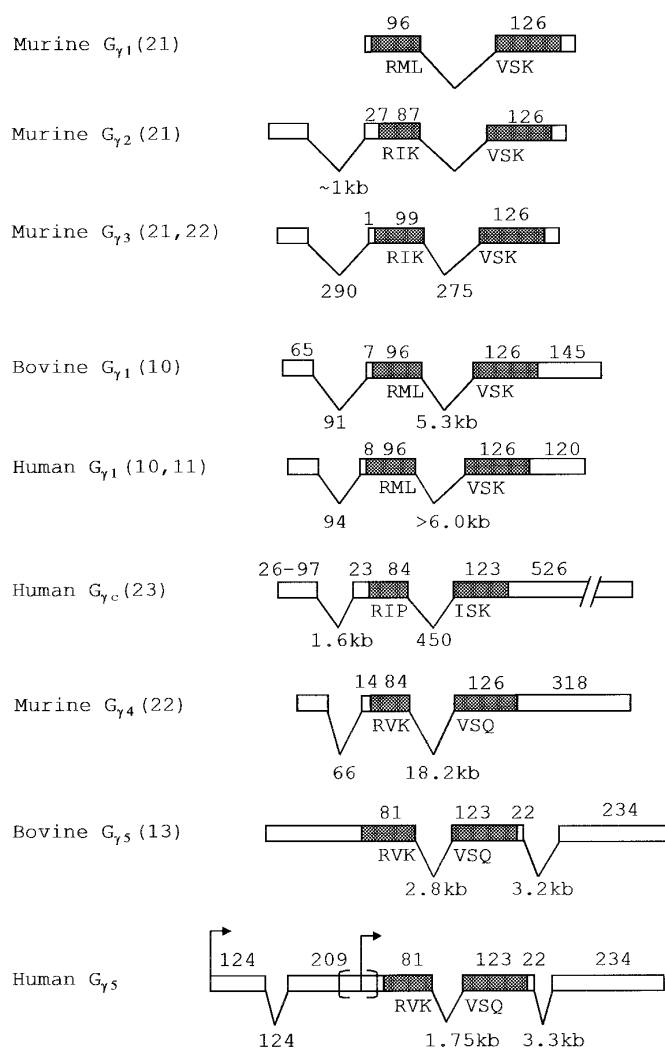 96 126
Murine Gγ1 (21)
RML VSK
27 87 126
Murine Gγ2 (21)
RIK VSK
~1kb
1 99 126
Murine Gγ3 (21,22)
RIK VSK
290 275
65 7 96 126 145
Bovine Gγ1 (10)
RML VSK
91 5.3kb
8 96 126 120
Human Gγ1 (10,11)
RML VSK
94 >6.0kb
26-97 23 84 123 526
Human Gγc (23)
RIP ISK
1.6kb 450
14 84 126 318
Murine Gγ4 (22)
RVK VSQ
66 18.2kb
81 123 22 234
Bovine Gγ5 (13)
RVK VSQ
2.8kb 3.2kb
124 209 81 123 22 234
Human Gγ5
RVK VSQ
124 1.75kb 3.3kb